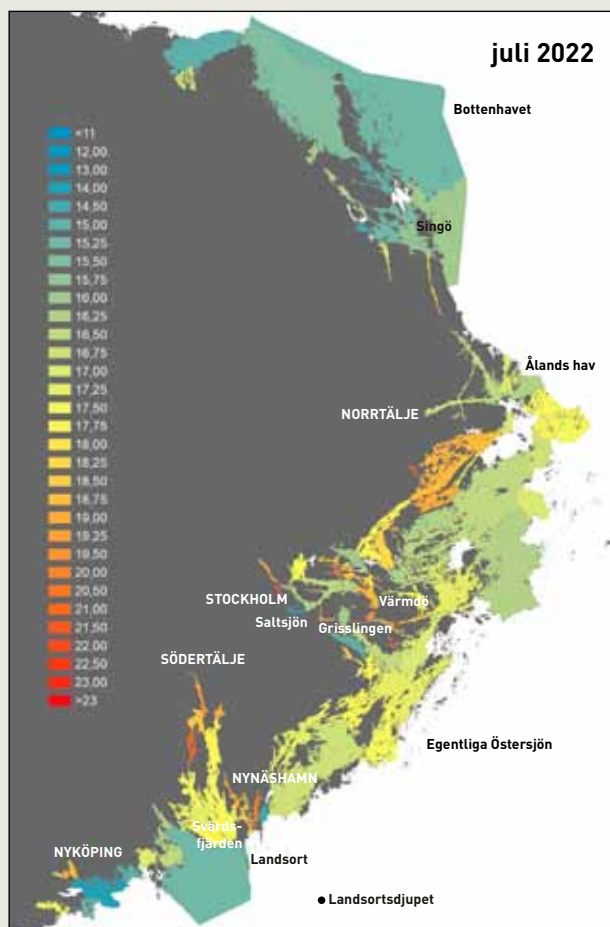 juli 2022
Bottenhavet
<11
12,00
13,00
14,00
14,50
15,00
15,25
15,50
15,75
16,00
16,25
16,50
16,75
17,00
17,25
17,50
17,75
18,00
18,25
18,50
18,75
19,00
19,25
19,50
20,00
20,50
21,00
21,50
22,00
22,50
23,00
>23
Singö
Ålands hav
NORRTÄLJE
STOCKHOLM
Värmdö
Saltsjön
Grisslingen
SÖDERTÄLJE
Egentliga Östersjön
NYNÄSHAMN
Svärds-
fjärden
NYKÖPING
Landsort
Landsortsdjupet